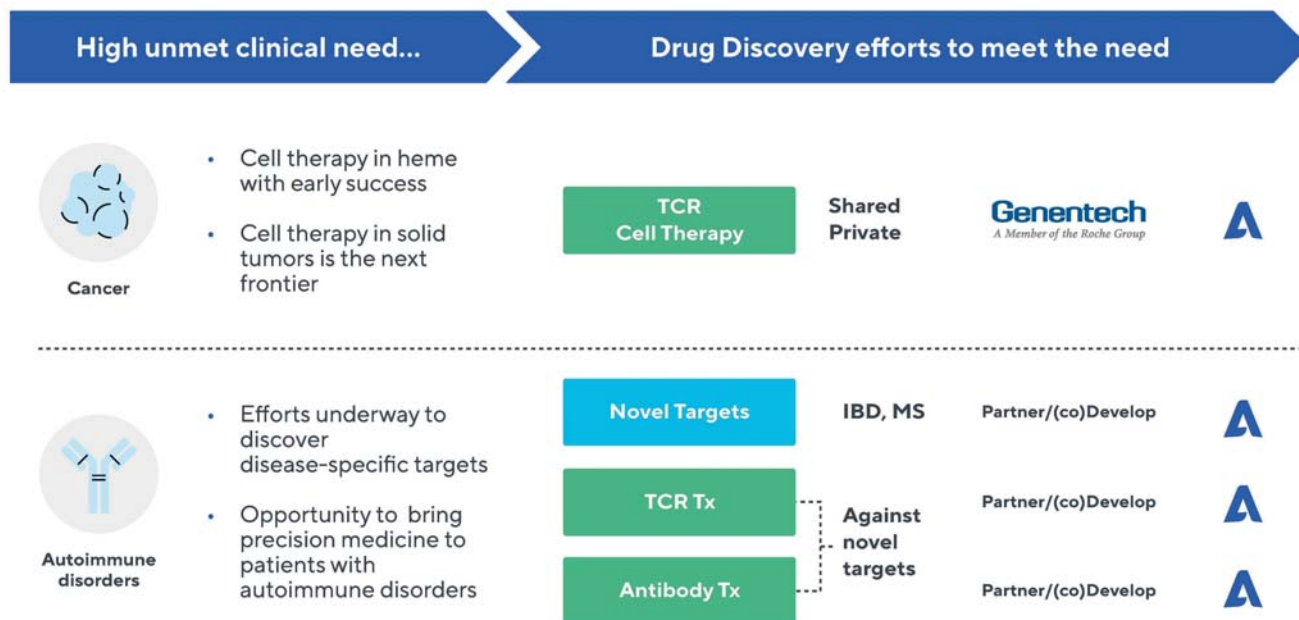 High unmet clinical need...
Drug Discovery efforts to meet the need
Cancer
• Cell therapy in heme
with early success
• Cell therapy in solid
tumors is the next
frontier
TCR
Cell Therapy
Shared
Private
Genentech
A Member of the Roche Group
Autoimmune
disorders
• Efforts underway to
discover
disease-specific targets
• Opportunity to bring
precision medicine to
patients with
autoimmune disorders
Novel Targets
IBD, MS
Partner/(co)Develop
TCR Tx
Against
novel
targets
Partner/(co)Develop
Antibody Tx
Partner/(co)Develop